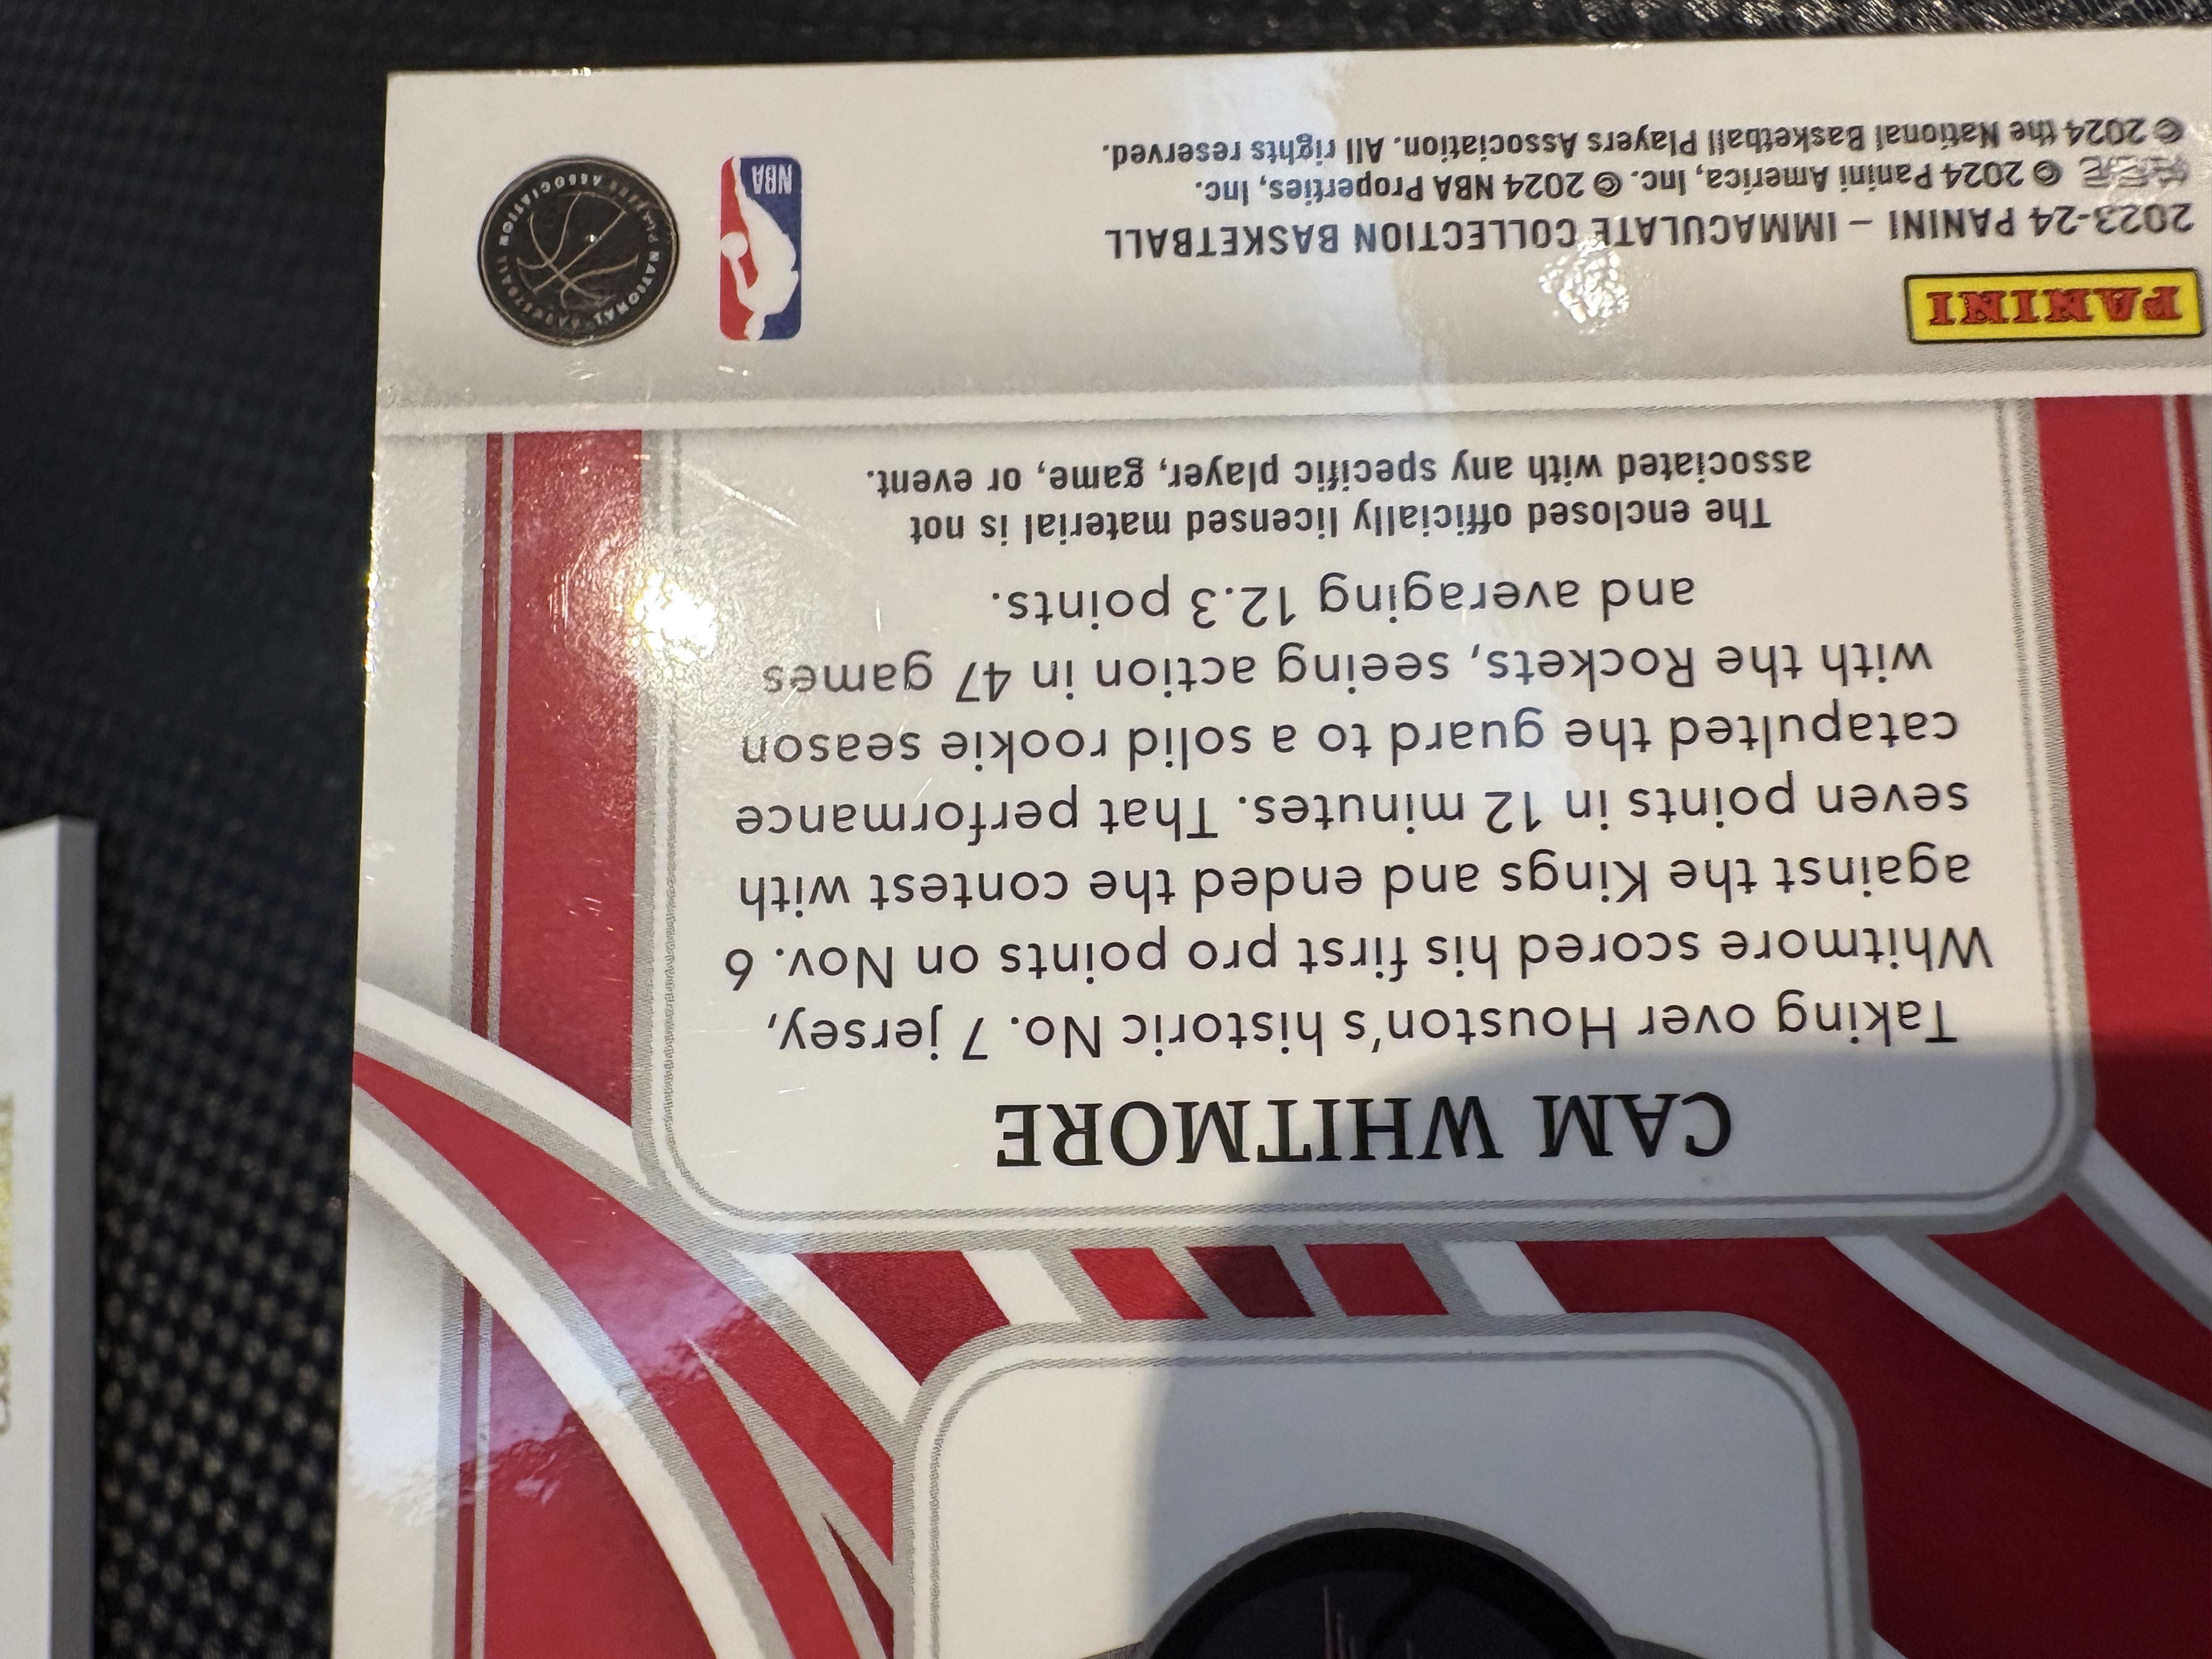 CAM WHITMORE
Taking over Houston's historic No. 7 jersey,
Whitmore scored his first pro points on Nov. 6
against the Kings and ended the contest with
seven points in 12 minutes. That performance
catapulted the guard to a solid rookie season
with the Rockets, seeing action in 47 games
and averaging 12.3 points.
The enclosed officially licensed material is not
associated with any specific player, game, or event.
PANINI
2023-24 PANINI – IMMACULATE COLLECTION BASKETBALL
© 2024 Panini America, Inc. © 2024 NBA Properties, Inc.
© 2024 the National Basketball Players Association. All rights reserved.
NBA
NATIONAL BASKETBALL PLAYERS ASSOCIATION